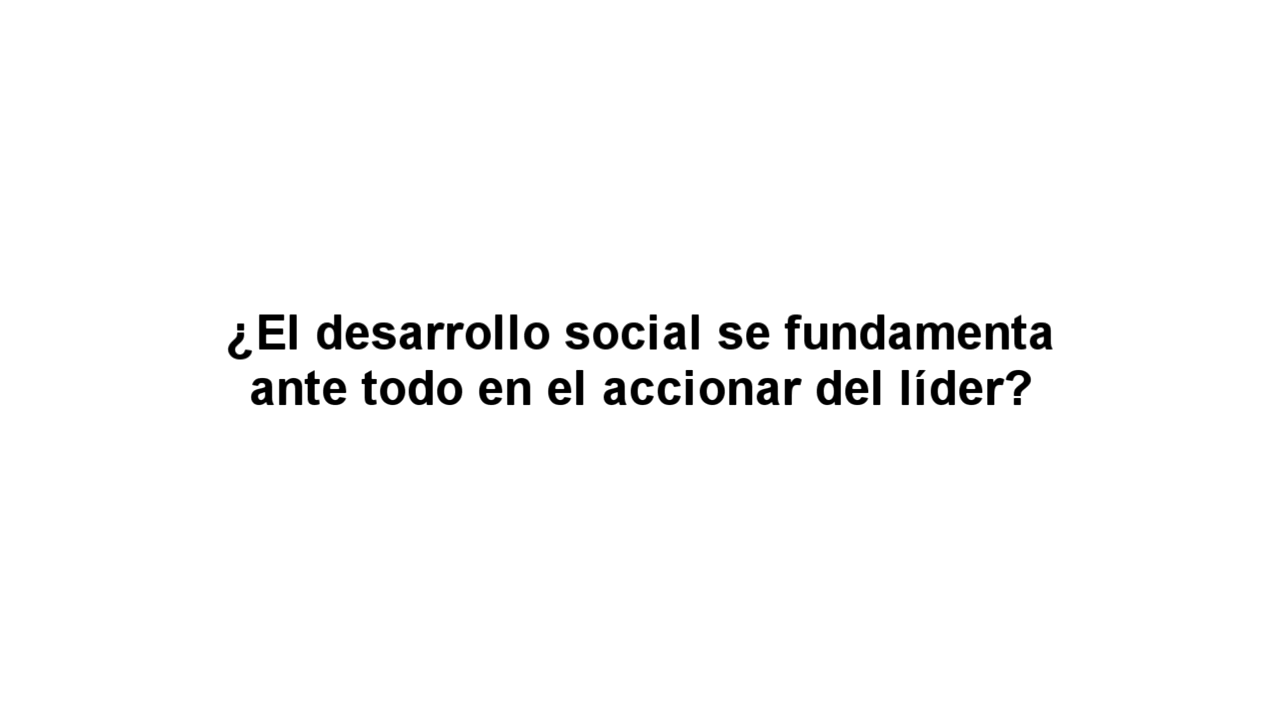 ¿El desarrollo social se fundamenta
ante todo en el accionar del líder?